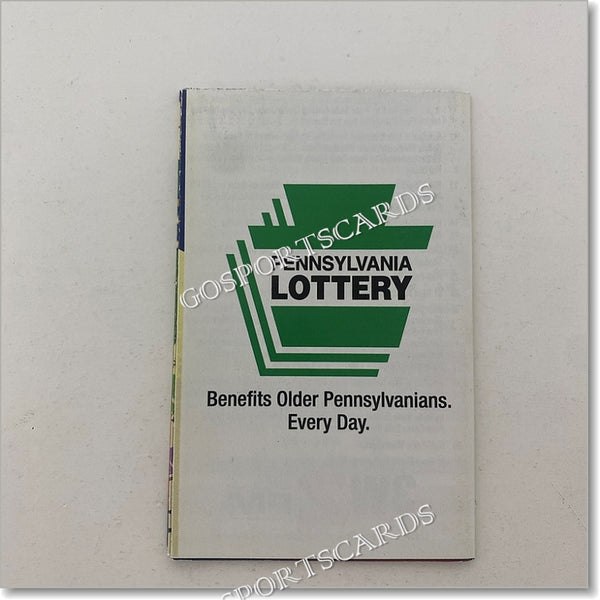 PENNSYLVANIA
LOTTERY
Benefits Older Pennsylvanians.
Every Day.
GOSPORTSCARDS
GOSPORTSCARDS